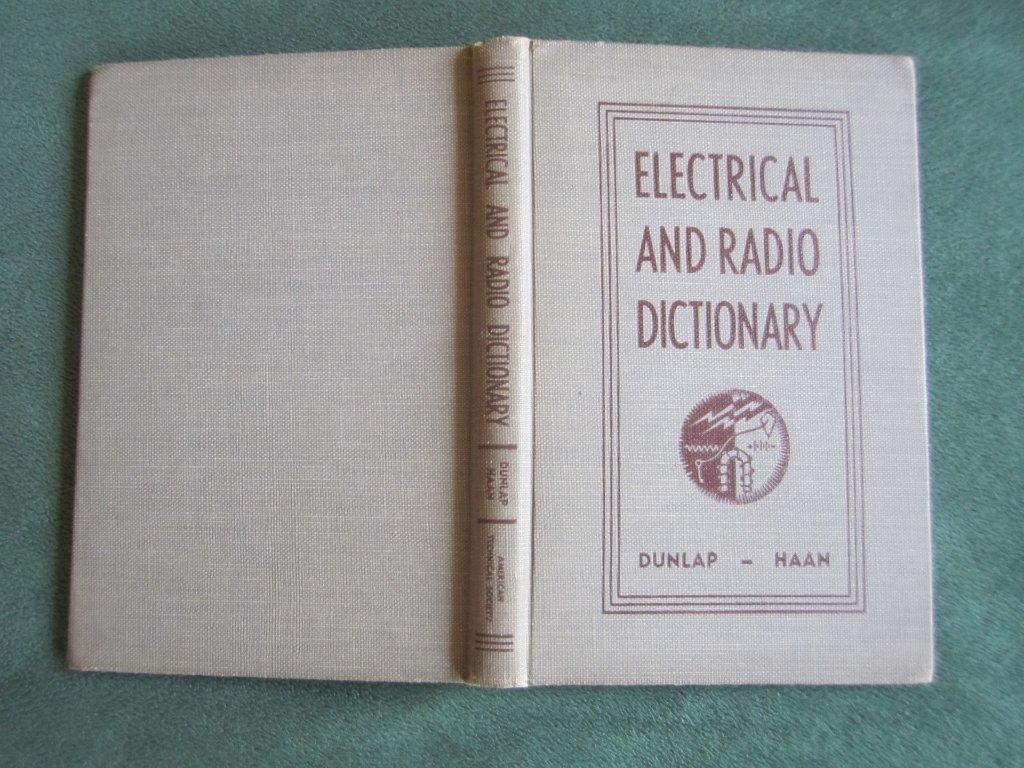 ELECTRICAL AND RADIO DICTIONARY
DUNLAP
HAAN
AMERICAN
TECHNICAL SOCIETY
ELECTRICAL
AND RADIO
DICTIONARY
DUNLAP - HAAN